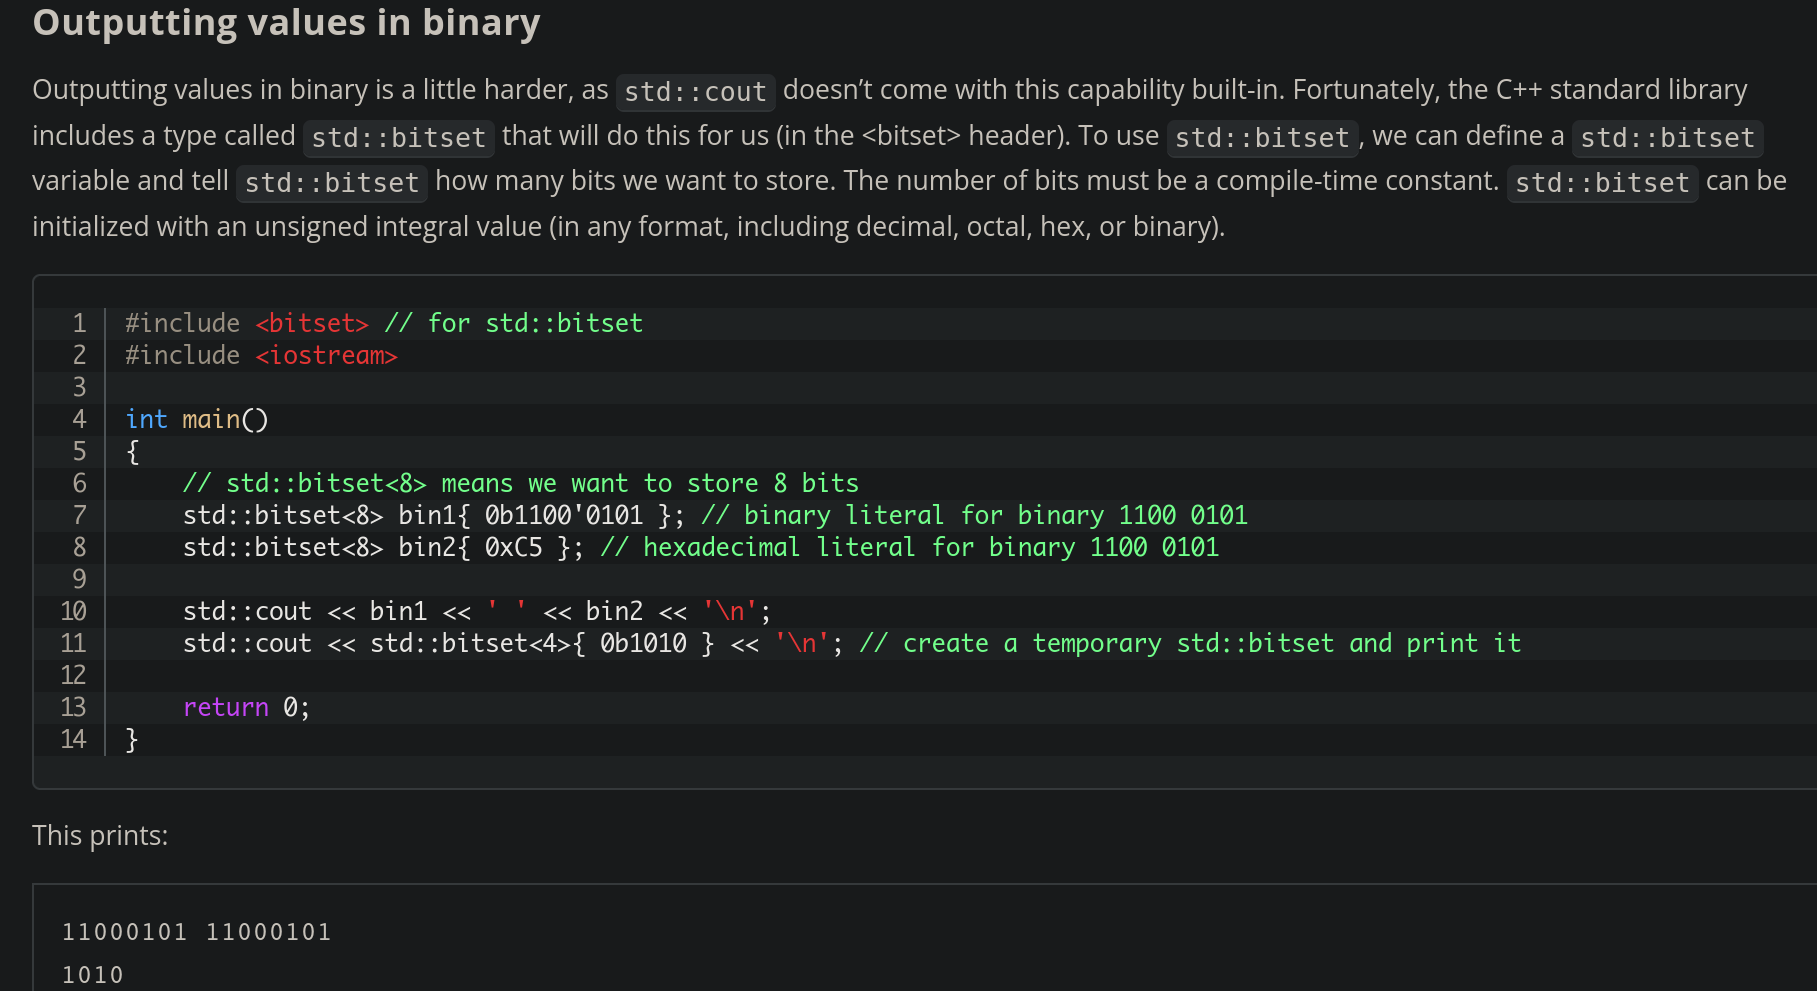 Outputting values in binary
Outputting values in binary is a little harder, as std::cout doesn’t come with this capability built-in. Fortunately, the C++ standard library
includes a type called std::bitset that will do this for us (in the <bitset> header). To use std::bitset, we can define a std::bitset
variable and tell std::bitset how many bits we want to store. The number of bits must be a compile-time constant. std::bitset can be
initialized with an unsigned integral value (in any format, including decimal, octal, hex, or binary).
1 #include <bitset> // for std::bitset
2 #include <iostream>
3
4 int main()
5 {
6     // std::bitset<8> means we want to store 8 bits
7     std::bitset<8> bin1{ 0b1100'0101 }; // binary literal for binary 1100 0101
8     std::bitset<8> bin2{ 0xC5 }; // hexadecimal literal for binary 1100 0101
9
10     std::cout << bin1 << ' ' << bin2 << '\n';
11     std::cout << std::bitset<4>{ 0b1010 } << '\n'; // create a temporary std::bitset and print it
12
13     return 0;
14 }
This prints:
11000101 11000101
1010